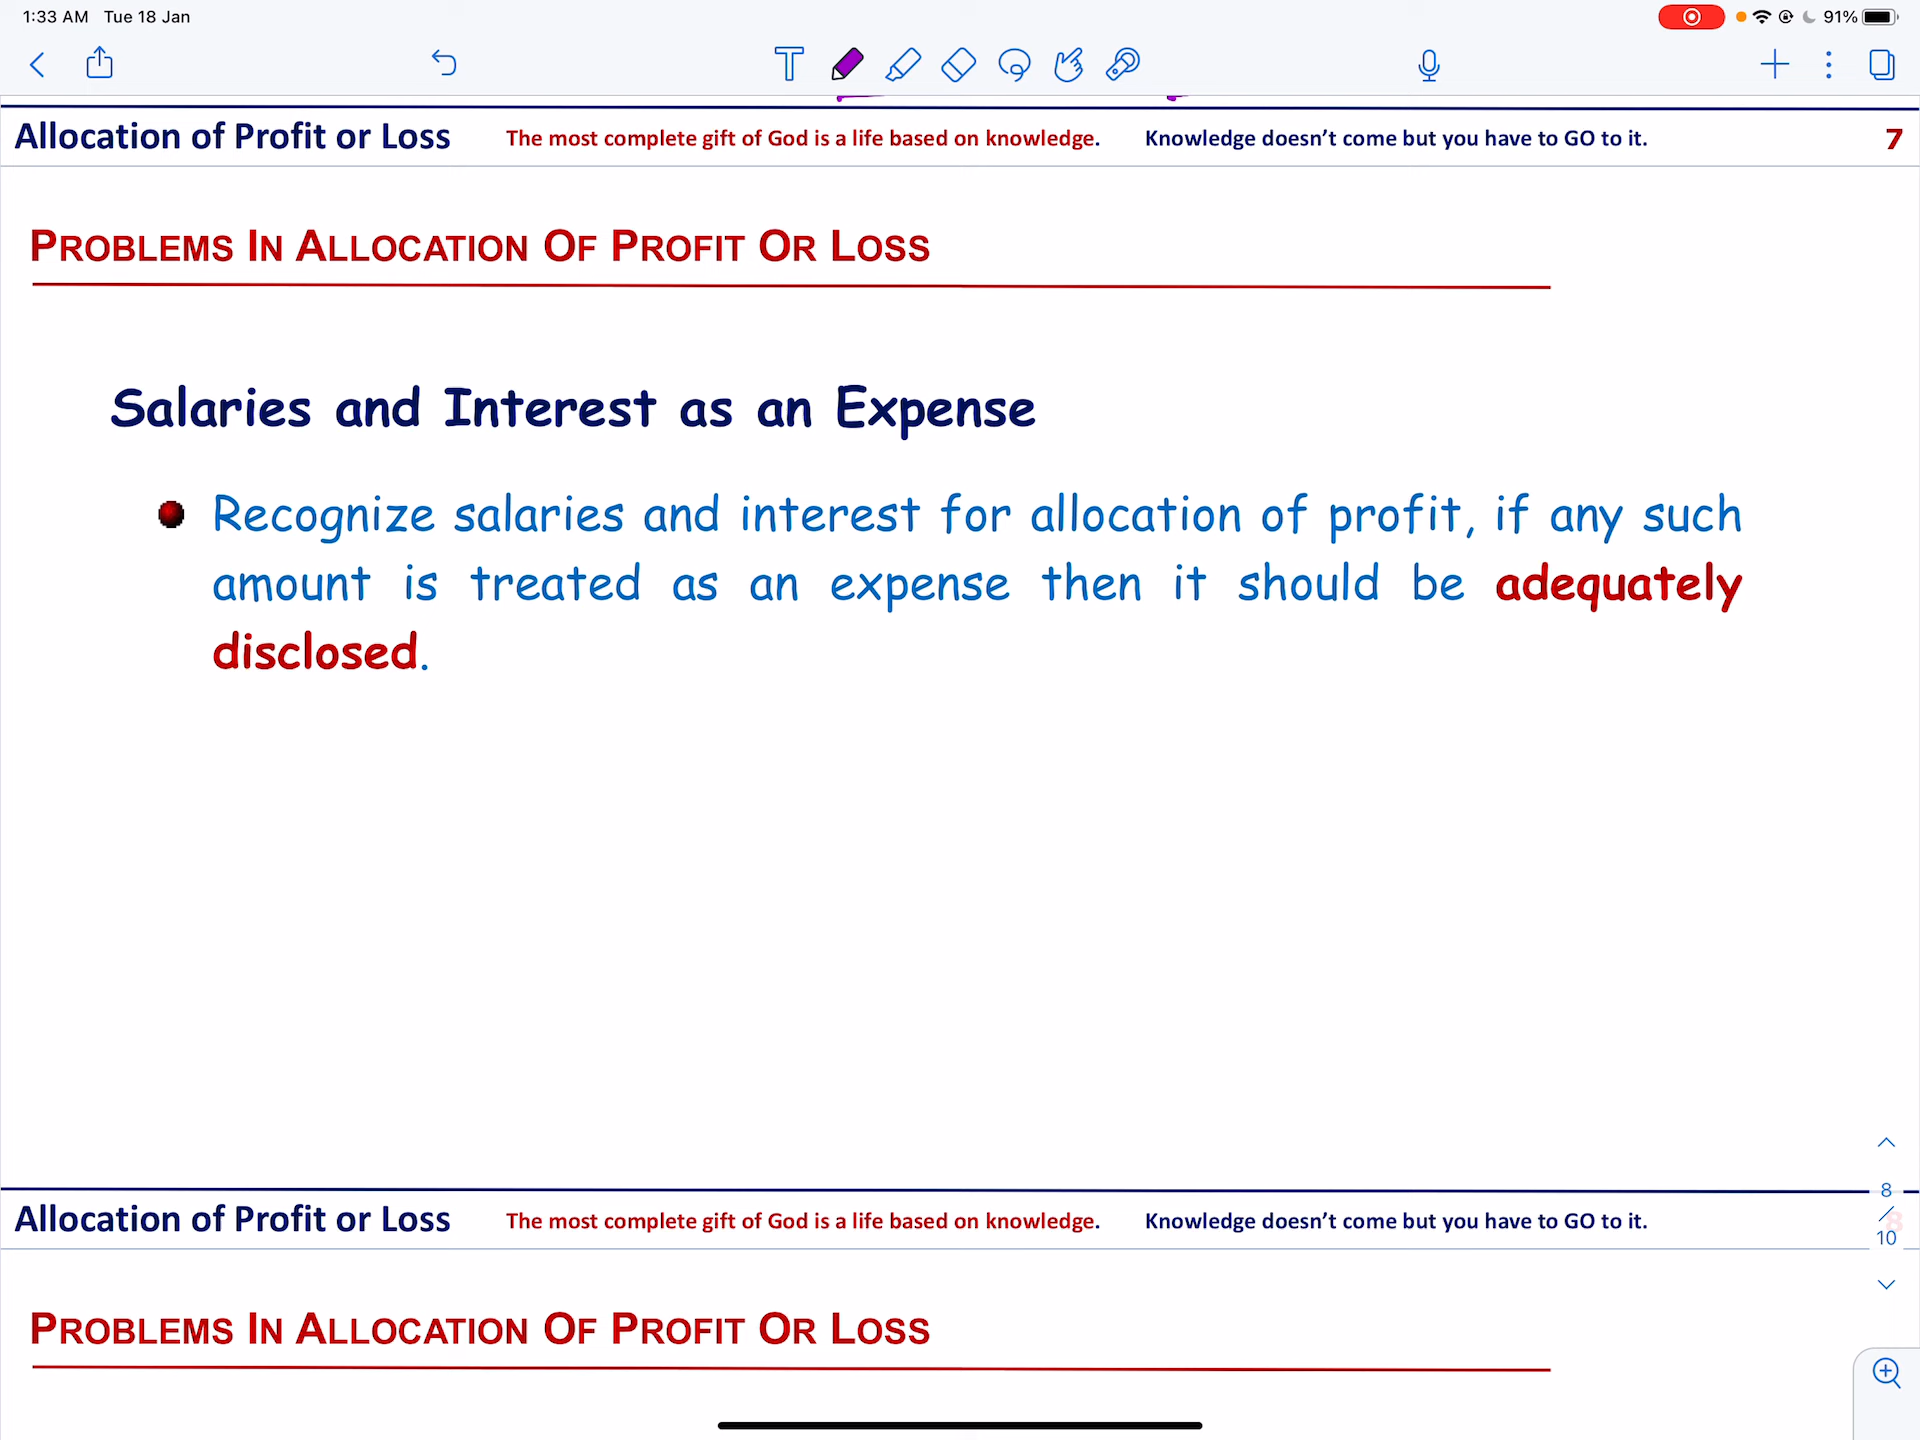 1:33 AM Tue 18 Jan
91%
Allocation of Profit or Loss The most complete gift of God is a life based on knowledge. Knowledge doesn’t come but you have to GO to it. 7
PROBLEMS IN ALLOCATION OF PROFIT OR LOSS
Salaries and Interest as an Expense
Recognize salaries and interest for allocation of profit, if any such
amount is treated as an expense then it should be adequately
disclosed.
Allocation of Profit or Loss The most complete gift of God is a life based on knowledge. Knowledge doesn’t come but you have to GO to it. 8
8
/
10
PROBLEMS IN ALLOCATION OF PROFIT OR LOSS